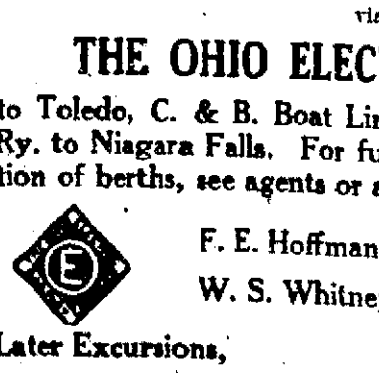 via
THE OHIO ELEC
to Toledo, C. & B. Boat Lin
Ry. to Niagara Falls. For fu
tion of berths, see agents or a
E
F. E. Hoffman
W. S. Whitney
Later Excursions,